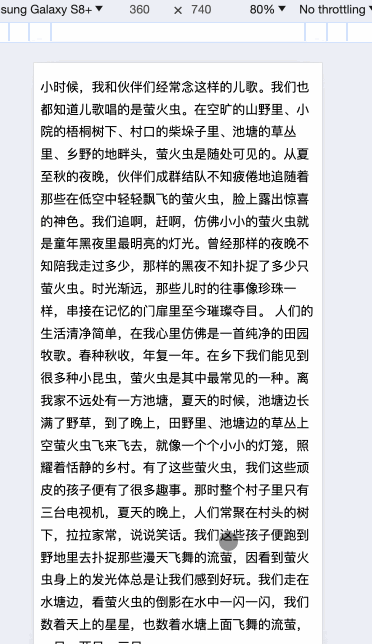 sung Galaxy S8+ ▼ 360 × 740 80% ▼ No throttling
小时候，我和伙伴们经常念这样的儿歌。我们也
都知道儿歌唱的是萤火虫。在空旷的山野里、小
院的梧桐树下、村口的柴垛子里、池塘的草丛
里、乡野的地畔头，萤火虫是随处可见的。从夏
至秋的夜晚，伙伴们成群结队不知疲倦地追随着
那些在低空中轻轻飘飞的萤火虫，脸上露出惊喜
的神色。我们追啊，赶啊，仿佛小小的萤火虫就
是童年黑夜里最明亮的灯光。曾经那样的夜晚不
知陪我走过多少，那样的黑夜不知扑捉了多少只
萤火虫。时光渐远，那些儿时的往事像珍珠一
样，串接在记忆的门扉里至今璀璨夺目。 人们的
生活清净简单，在我心里仿佛是一首纯净的田园
牧歌。春种秋收，年复一年。在乡下我们能见到
很多种小昆虫，萤火虫是其中最常见的一种。离
我家不远处有一方池塘，夏天的时候，池塘边长
满了野草，到了晚上，田野里、池塘边的草丛上
空萤火虫飞来飞去，就像一个个小小的灯笼，照
耀着恬静的乡村。有了这些萤火虫，我们这些顽
皮的孩子便有了很多趣事。那时整个村子里只有
三台电视机，夏天的晚上，人们常聚在村头的树
下，拉拉家常，说说笑话。我们这些孩子便跑到
野地里去扑捉那些漫天飞舞的流萤，因看到萤火
虫身上的发光体总是让我们感到好玩。我们走在
水塘边，看萤火虫的倒影在水中一闪一闪，我们
数着天上的星星，也数着水塘上面飞舞的流萤，